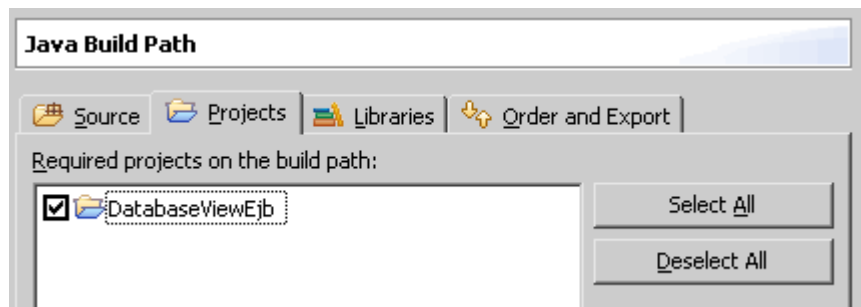 Java Build Path
Source Projects Libraries Order and Export
Required projects on the build path:
DatabaseViewEjb
Select All
Deselect All